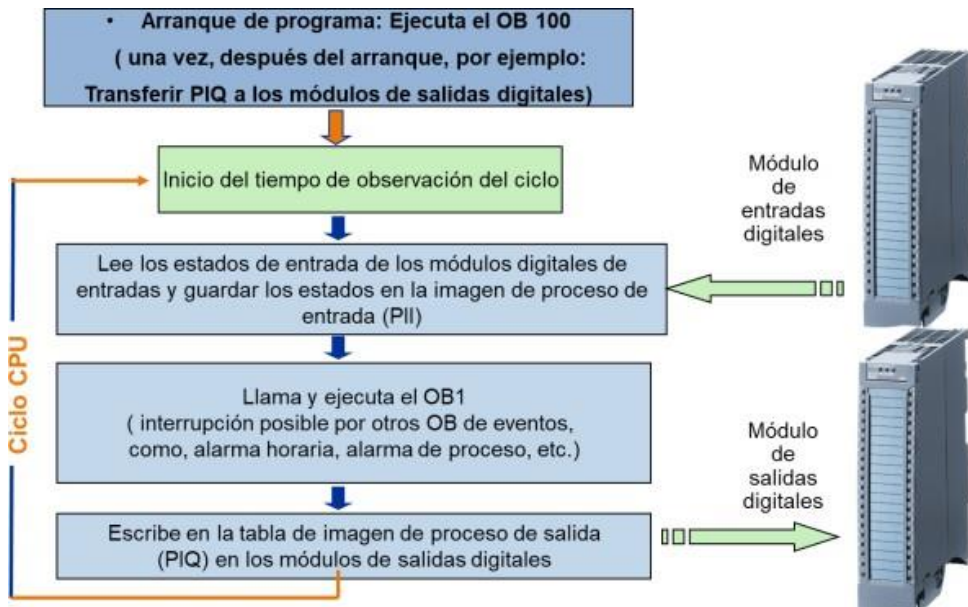 • Arranque de programa: Ejecuta el OB 100
( una vez, después del arranque, por ejemplo:
Transferir PIQ a los módulos de salidas digitales)
Inicio del tiempo de observación del ciclo
Módulo
de
entradas
digitales
Lee los estados de entrada de los módulos digitales de
entradas y guardar los estados en la imagen de proceso de
entrada (PII)
Ciclo CPU
Llama y ejecuta el OB1
( interrupción posible por otros OB de eventos,
como, alarma horaria, alarma de proceso, etc.)
Módulo
de
salidas
digitales
Escribe en la tabla de imagen de proceso de salida
(PIQ) en los módulos de salidas digitales